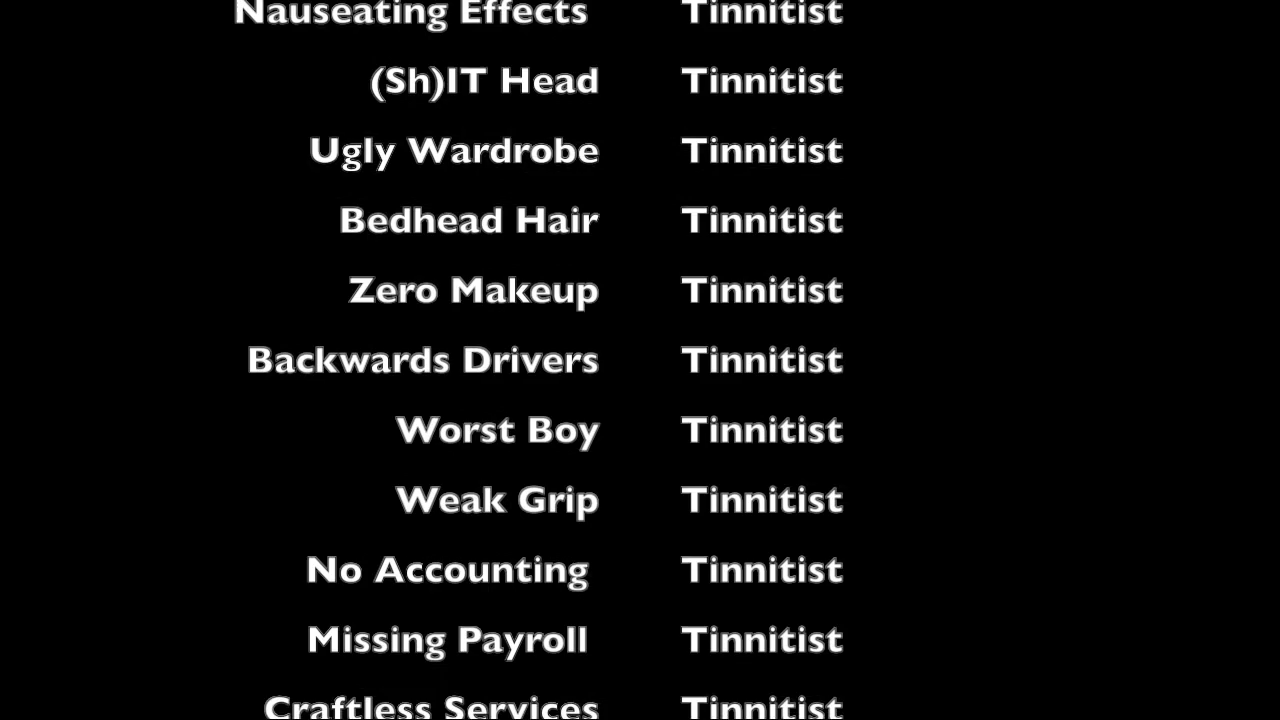 Nauseating Effects Tinnitist
(Sh)IT Head Tinnitist
Ugly Wardrobe Tinnitist
Bedhead Hair Tinnitist
Zero Makeup Tinnitist
Backwards Drivers Tinnitist
Worst Boy Tinnitist
Weak Grip Tinnitist
No Accounting Tinnitist
Missing Payroll Tinnitist
Craftless Services Tinnitist